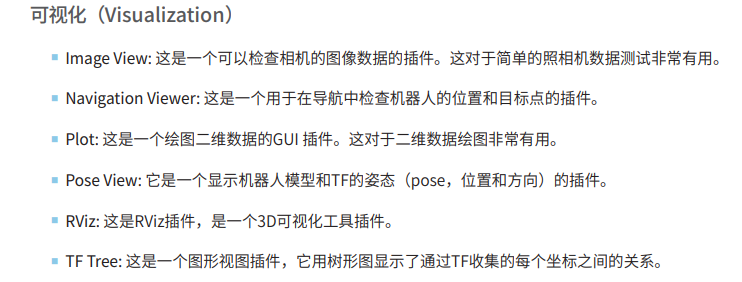 可视化（Visualization）
Image View: 这是一个可以检查相机的图像数据的插件。这对于简单的照相机数据测试非常有用。
Navigation Viewer: 这是一个用于在导航中检查机器人的位置和目标点的插件。
Plot: 这是一个绘图二维数据的GUI 插件。这对于二维数据绘图非常有用。
Pose View: 它是一个显示机器人模型和TF的姿态（pose，位置和方向）的插件。
RViz: 这是RViz插件，是一个3D可视化工具插件。
TF Tree: 这是一个图形视图插件，它用树形图显示了通过TF收集的每个坐标之间的关系。